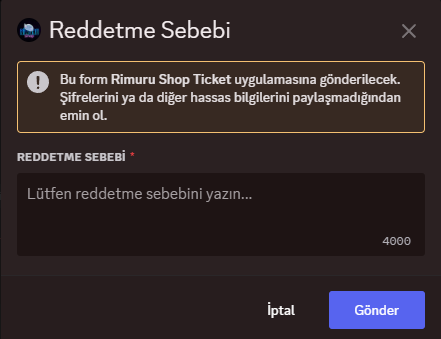 Reddetme Sebebi
Bu form Rimuru Shop Ticket uygulamasına gönderilecek.
Şifrelerini ya da diğer hassas bilgilerini paylaşmadığından
emin ol.
REDDETME SEBEBİ *
Lütfen reddetme sebebini yazın...
4000
İptal
Gönder